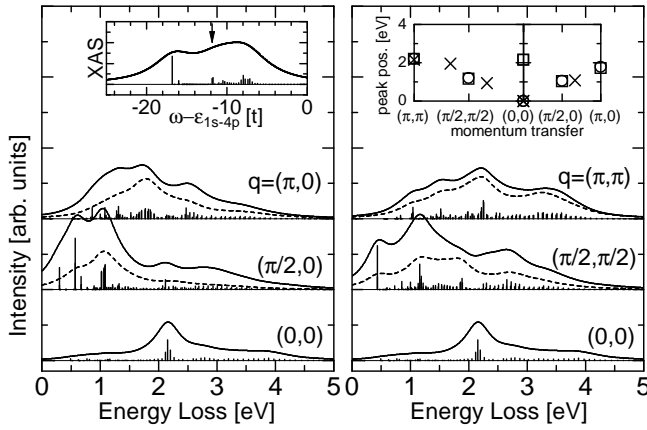 XAS
-20 -10 0
ω−ε1s-4p [t]
peak pos. [eV]
4
2
0
(π,π) (π/2,π/2) (0,0) (π/2,0) (π,0)
momentum transfer
Intensity [arb. units]
q=(π,0)
(π/2,0)
(0,0)
0 1 2 3 4 5
Energy Loss [eV]
q=(π,π)
(π/2,π/2)
(0,0)
0 1 2 3 4 5
Energy Loss [eV]